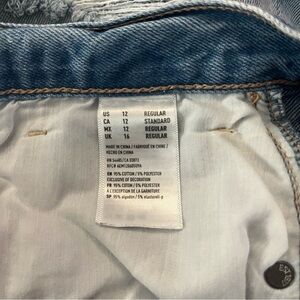 US 12 REGULAR
CA 12 STANDARD
MX 12 REGULAR
UK 16 REGULAR
MADE IN CHINA / FABRIQUÉ EN CHINE /
HECHO EN CHINA
EN 95% COTTON / 5% POLYESTER
EXCLUSIVE OF DECORATION
FR 95% COTON / 5% POLYESTER
À L'EXCEPTION DE LA GARNITURE
SP 95% algodon / 5%